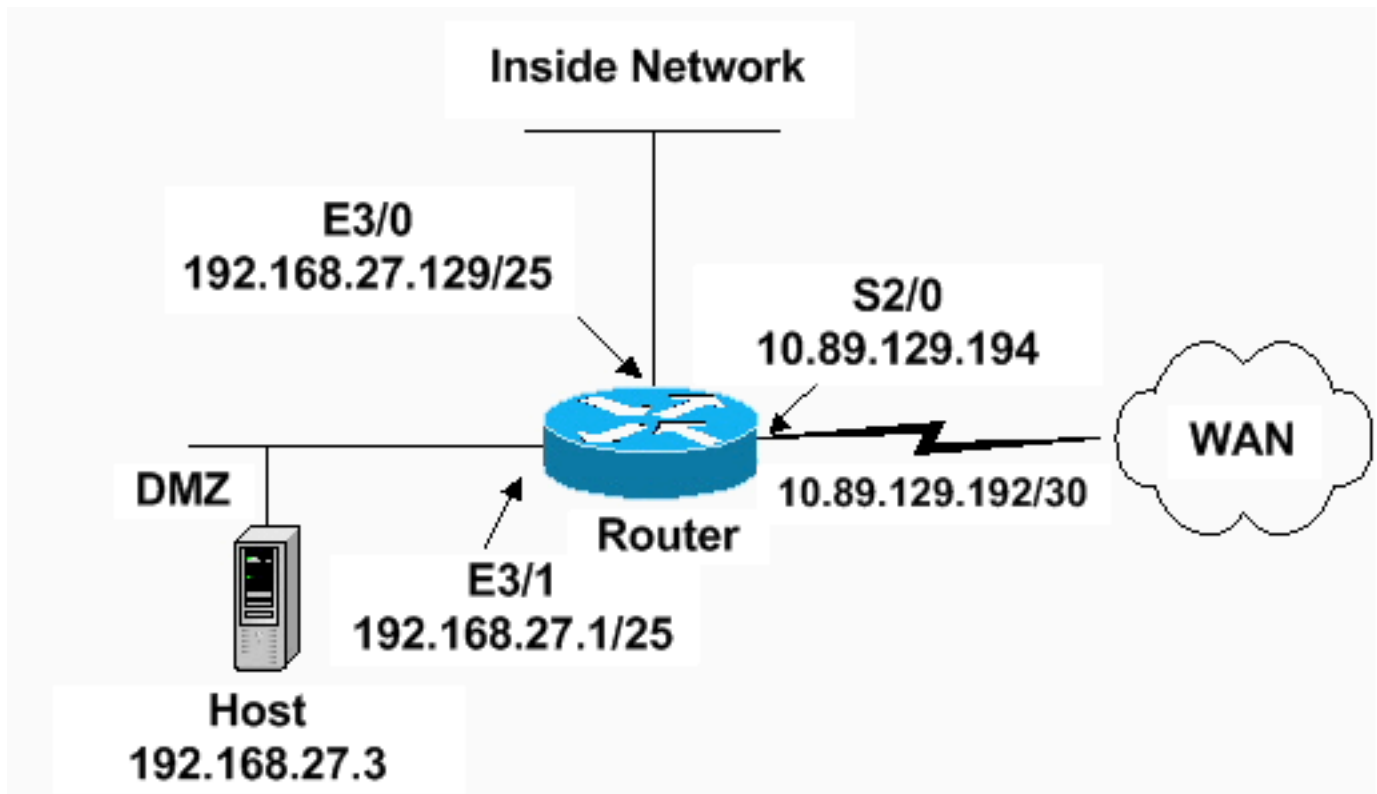 Inside Network
E3/0
192.168.27.129/25
S2/0
10.89.129.194
WAN
DMZ
10.89.129.192/30
Router
E3/1
192.168.27.1/25
Host
192.168.27.3